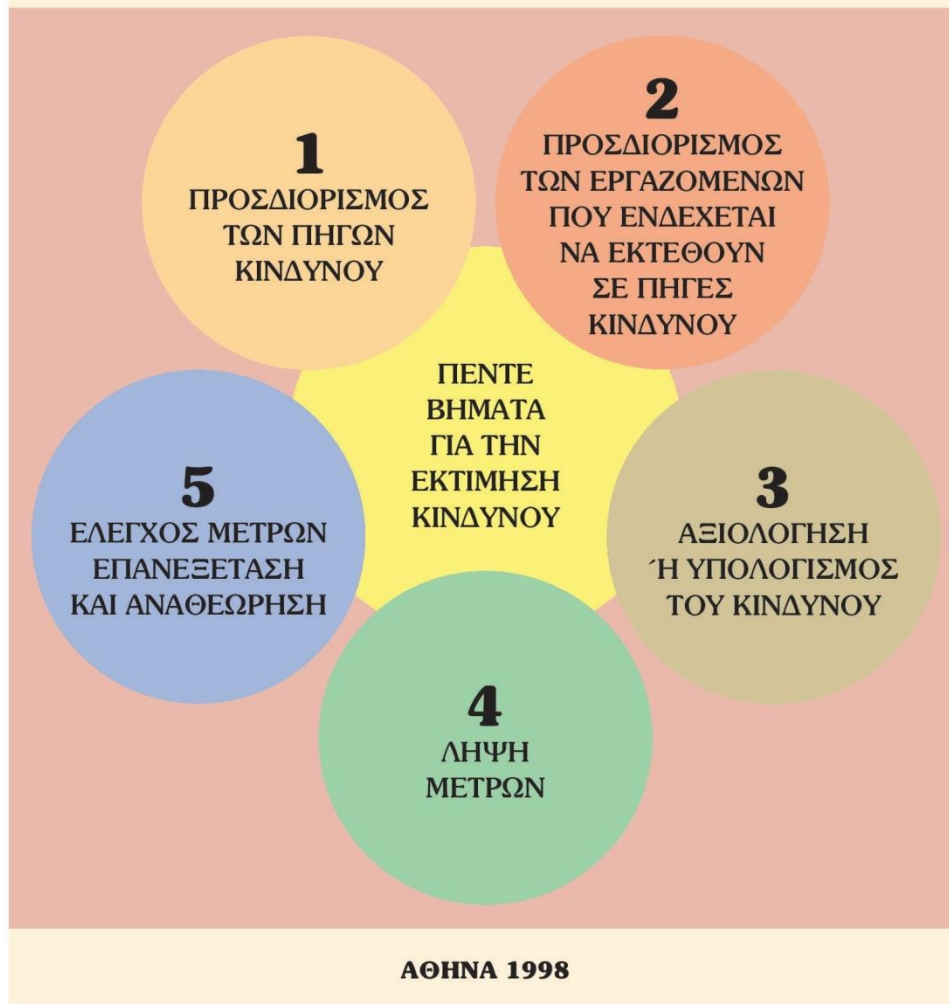 1
ΠΡΟΣΔΙΟΡΙΣΜΟΣ
ΤΩΝ ΠΗΓΩΝ
ΚΙΝΔΥΝΟΥ
2
ΠΡΟΣΔΙΟΡΙΣΜΟΣ
ΤΩΝ ΕΡΓΑΖΟΜΕΝΩΝ
ΠΟΥ ΕΝΔΕΧΕΤΑΙ
ΝΑ ΕΚΤΕΘΟΥΝ
ΣΕ ΠΗΓΕΣ
ΚΙΝΔΥΝΟΥ
ΠΕΝΤΕ
ΒΗΜΑΤΑ
ΓΙΑ ΤΗΝ
ΕΚΤΙΜΗΣΗ
ΚΙΝΔΥΝΟΥ
3
ΑΞΙΟΛΟΓΗΣΗ
Ή ΥΠΟΛΟΓΙΣΜΟΣ
ΤΟΥ ΚΙΝΔΥΝΟΥ
4
ΛΗΨΗ
ΜΕΤΡΩΝ
5
ΕΛΕΓΧΟΣ ΜΕΤΡΩΝ
ΕΠΑΝΕΞΕΤΑΣΗ
ΚΑΙ ΑΝΑΘΕΩΡΗΣΗ
ΑΘΗΝΑ 1998